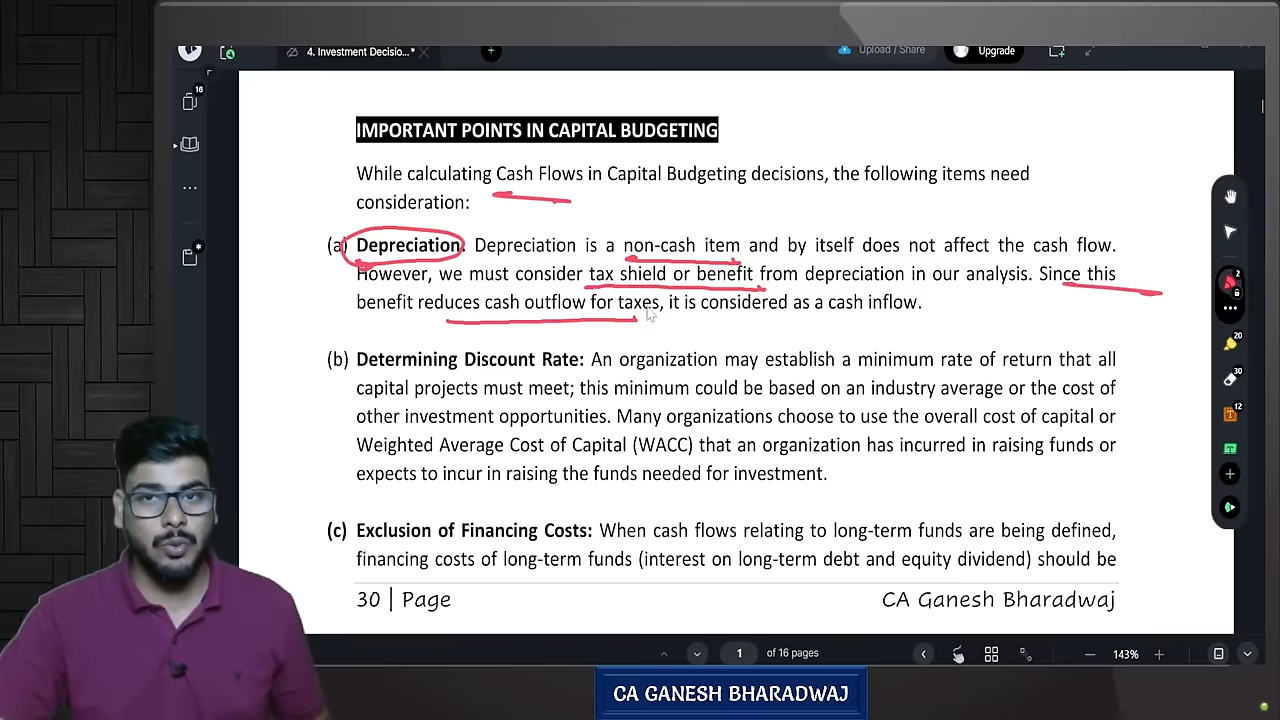 4. Investment Decisio...*
Upload / Share
Upgrade
16
IMPORTANT POINTS IN CAPITAL BUDGETING
While calculating Cash Flows in Capital Budgeting decisions, the following items need
consideration:
(a) Depreciation: Depreciation is a non-cash item and by itself does not affect the cash flow.
However, we must consider tax shield or benefit from depreciation in our analysis. Since this
benefit reduces cash outflow for taxes, it is considered as a cash inflow.
(b) Determining Discount Rate: An organization may establish a minimum rate of return that all
capital projects must meet; this minimum could be based on an industry average or the cost of
other investment opportunities. Many organizations choose to use the overall cost of capital or
Weighted Average Cost of Capital (WACC) that an organization has incurred in raising funds or
expects to incur in raising the funds needed for investment.
(c) Exclusion of Financing Costs: When cash flows relating to long-term funds are being defined,
financing costs of long-term funds (interest on long-term debt and equity dividend) should be
30 | Page
CA Ganesh Bharadwaj
2
20
30
12
1 of 16 pages
143%
CA GANESH BHARADWAJ